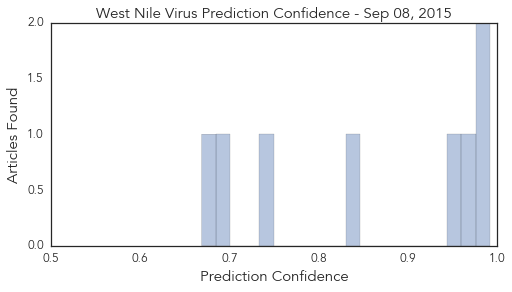 West Nile Virus Prediction Confidence - Sep 08, 2015
2.0
1.5
1.0
0.5
0.0
Articles Found
0.5 0.6 0.7 0.8 0.9 1.0
Prediction Confidence